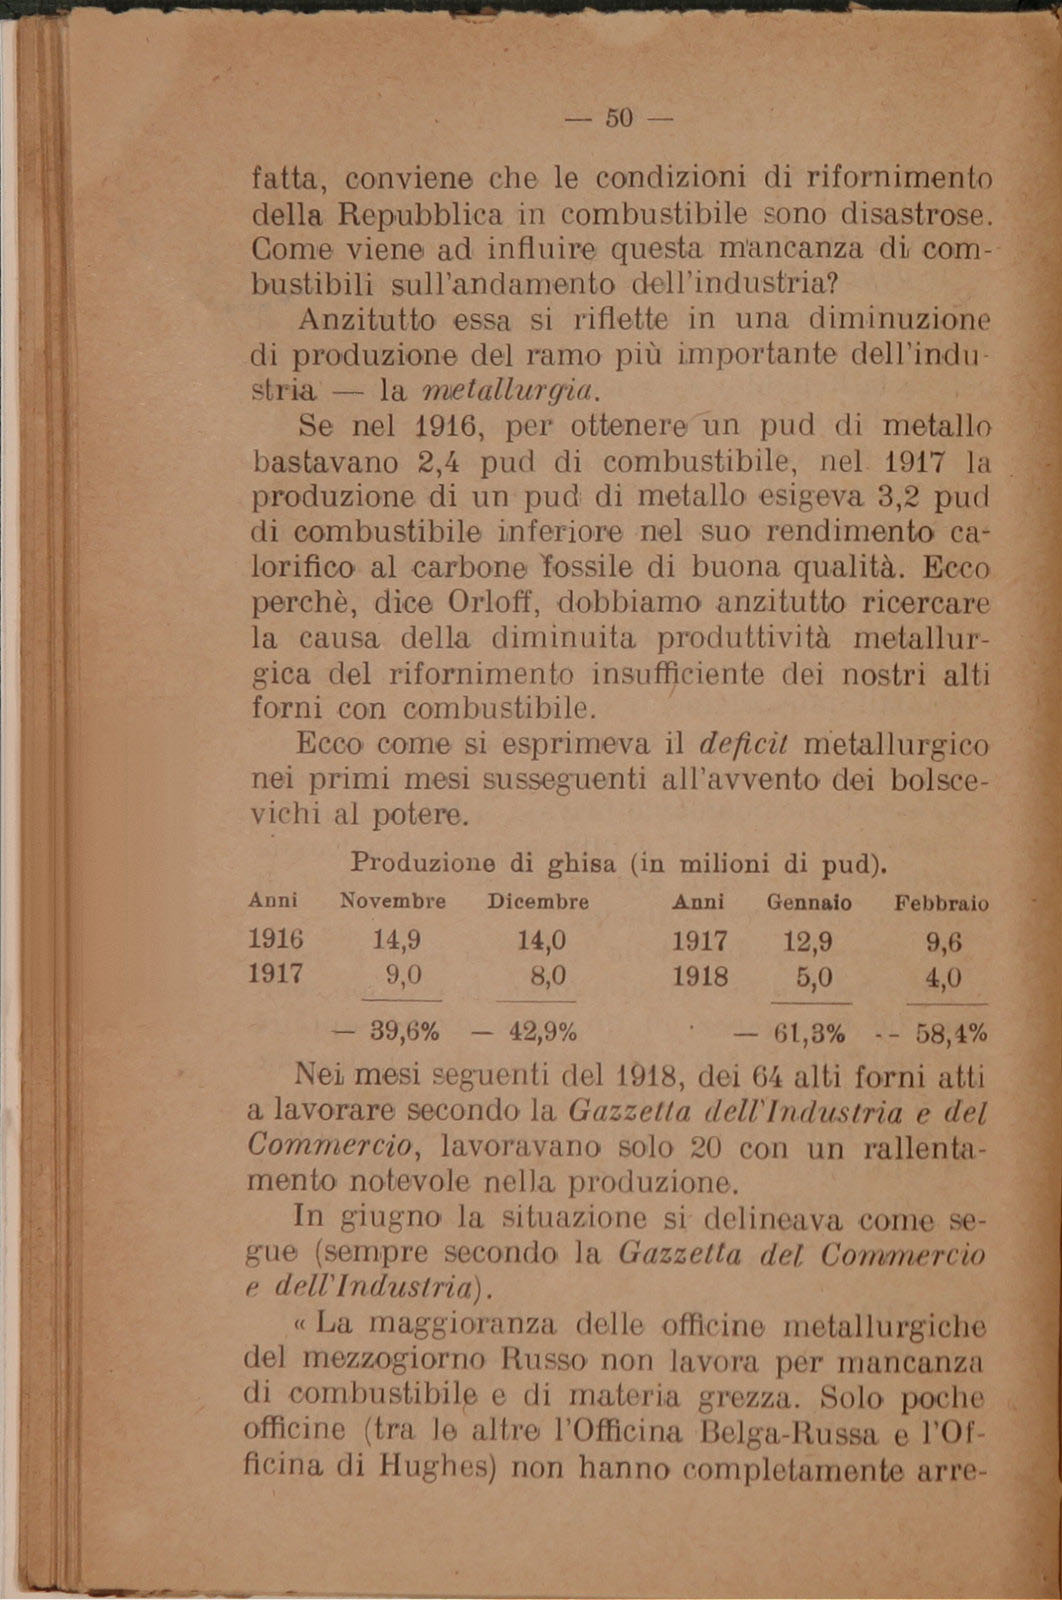 — 50 —
fatta, conviene che le condizioni di rifornimento
della Repubblica in combustibile sono disastrose.
Come viene ad influire questa mancanza di com-
bustibili sull'andamento dell'industria?
Anzitutto essa si riflette in una diminuzione
di produzione del ramo più importante dell'indu-
stria — la metallurgia.
Se nel 1916, per ottenere un pud di metallo
bastavano 2,4 pud di combustibile, nel 1917 la
produzione di un pud di metallo esigeva 3,2 pud
di combustibile inferiore nel suo rendimento ca-
lorifico al carbone fossile di buona qualità. Ecco
perchè, dice Orloff, dobbiamo anzitutto ricercare
la causa della diminuita produttività metallur-
gica del rifornimento insufficiente dei nostri alti
forni con combustibile.
Ecco come si esprimeva il deficit metallurgico
nei primi mesi susseguenti all'avvento dei bolsce-
vichi al potere.
Produzione di ghisa (in milioni di pud).
Anni Novembre Dicembre Anni Gennaio Febbraio
1916 14,9 14,0 1917 12,9 9,6
1917 9,0 8,0 1918 5,0 4,0
— 39,6% — 42,9% — 61,3% -- 58,4%
Nei mesi seguenti del 1918, dei 64 alti forni atti
a lavorare secondo la Gazzetta dell'Industria e del
Commercio, lavoravano solo 20 con un rallenta-
mento notevole nella produzione.
In giugno la situazione si delineava come se-
gue (sempre secondo la Gazzetta del Commercio
e dell'Industria).
« La maggioranza delle officine metallurgiche
del mezzogiorno Russo non lavora per mancanza
di combustibile e di materia grezza. Solo poche
officine (tra le altre l'Officina Belga-Russa e l'Of-
ficina di Hughes) non hanno completamente arre-